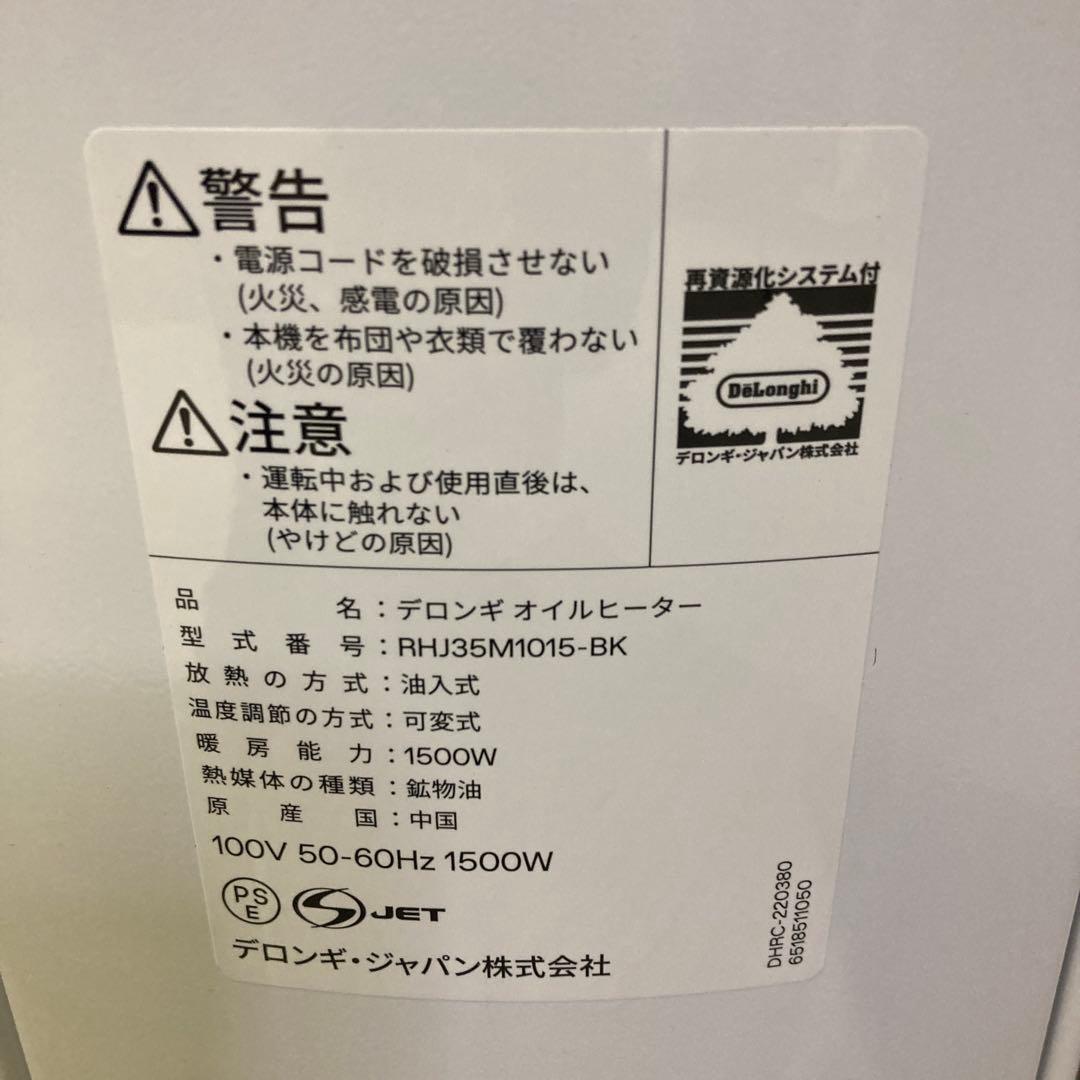 警告
・電源コードを破損させない
(火災、感電の原因)
・本機を布団や衣類で覆わない
(火災の原因)
注意
・運転中および使用直後は、
本体に触れない
(やけどの原因)
再資源化システム付
DēLonghi
デロンギ・ジャパン株式会社
品名：デロンギ オイルヒーター
型式番号：RHJ35M1015-BK
放熱の方式：油入式
温度調節の方式：可変式
暖房能力：1500W
熱媒体の種類：鉱物油
原産国：中国
100V 50-60Hz 1500W
PS
E
JET
デロンギ・ジャパン株式会社
DHRC-220380
6518511050